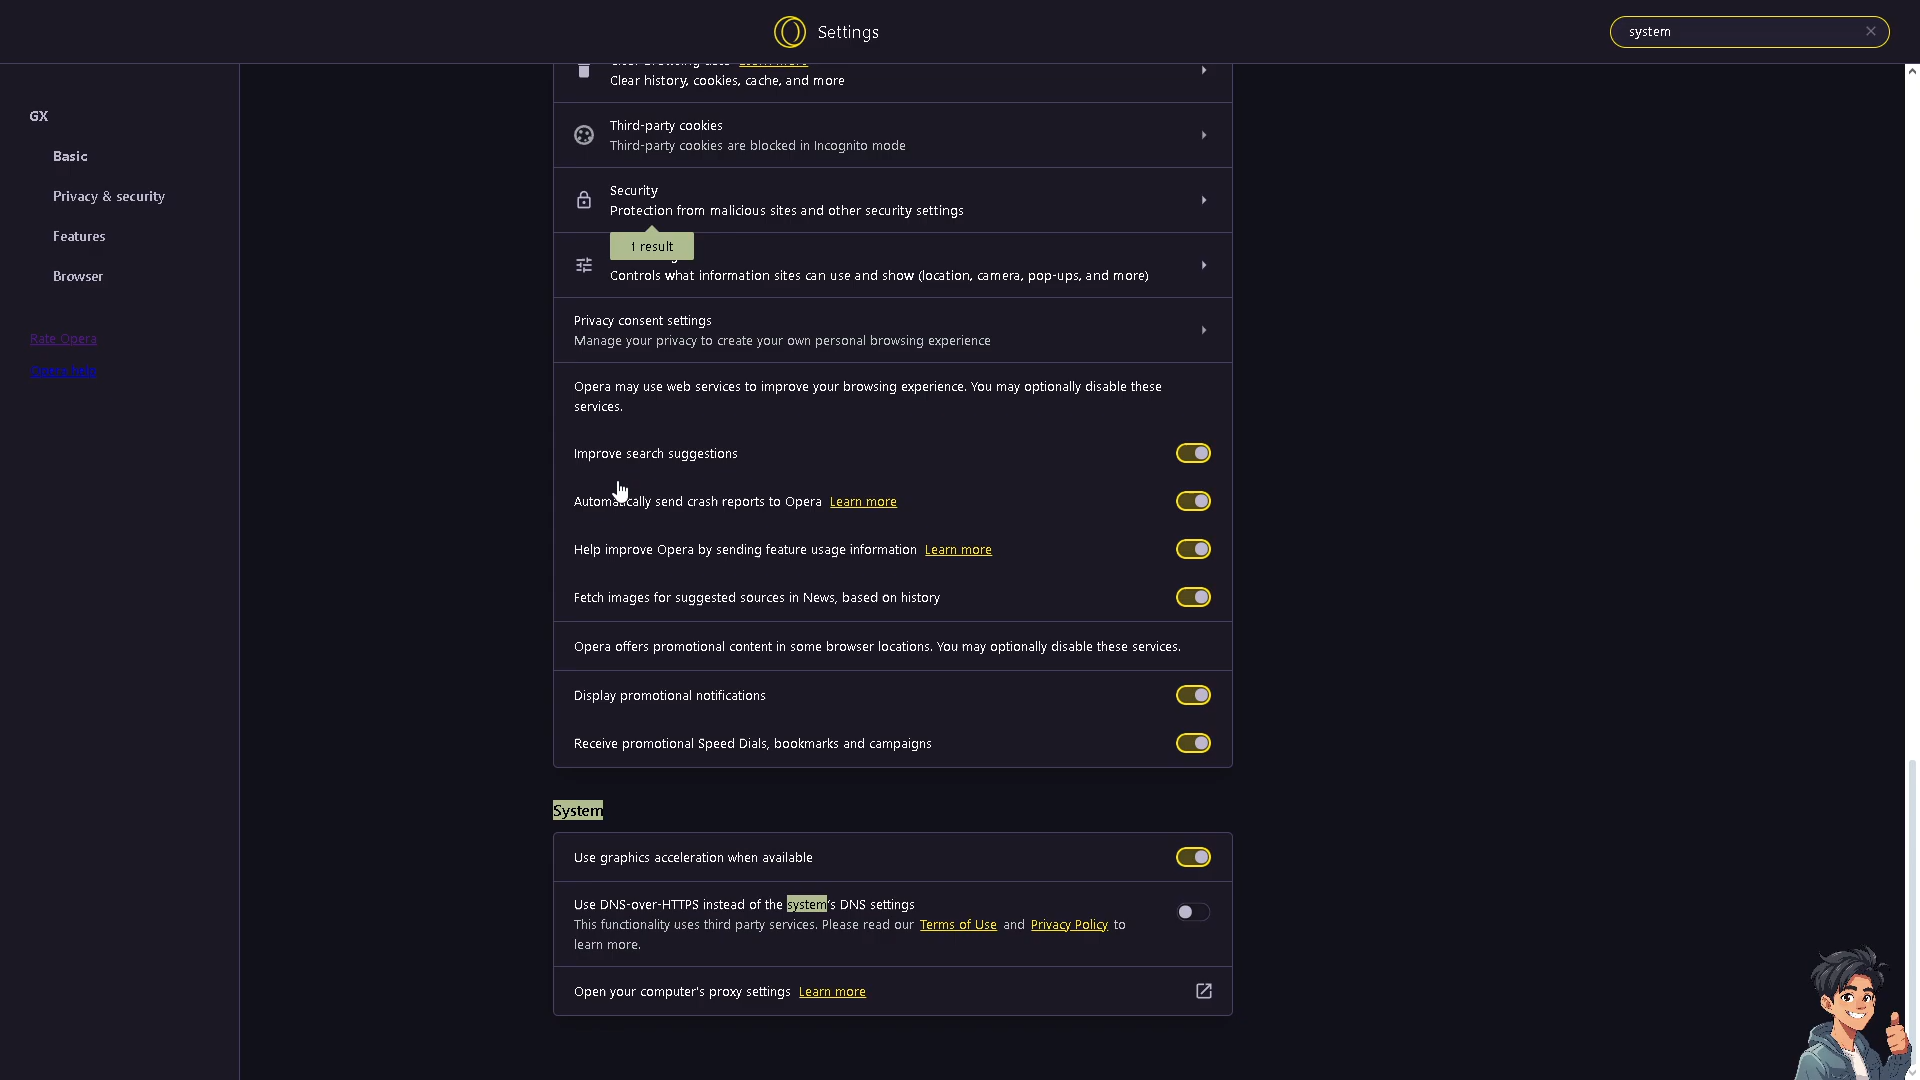 Settings
system
GX
Basic
Privacy & security
Features
Browser
Rate Opera
Opera help
Learn more
Clear history, cookies, cache, and more
Third-party cookies
Third-party cookies are blocked in Incognito mode
Security
Protection from malicious sites and other security settings
1 result
Controls what information sites can use and show (location, camera, pop-ups, and more)
Privacy consent settings
Manage your privacy to create your own personal browsing experience
Opera may use web services to improve your browsing experience. You may optionally disable these
services.
Improve search suggestions
Automatically send crash reports to Opera Learn more
Help improve Opera by sending feature usage information Learn more
Fetch images for suggested sources in News, based on history
Opera offers promotional content in some browser locations. You may optionally disable these services.
Display promotional notifications
Receive promotional Speed Dials, bookmarks and campaigns
System
Use graphics acceleration when available
Use DNS-over-HTTPS instead of the system's DNS settings
This functionality uses third party services. Please read our Terms of Use and Privacy Policy to
learn more.
Open your computer's proxy settings Learn more